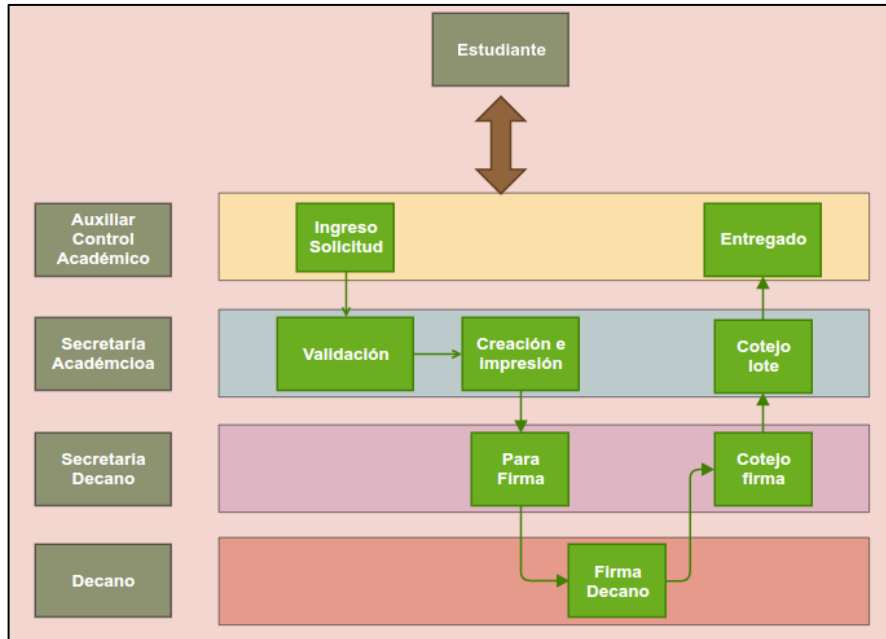 Estudiante
Auxiliar
Control
Académico
Ingreso
Solicitud
Entregado
Secretaría
Académcioa
Validación
Creación e
impresión
Cotejo
lote
Secretaria
Decano
Para
Firma
Cotejo
firma
Decano
Firma
Decano